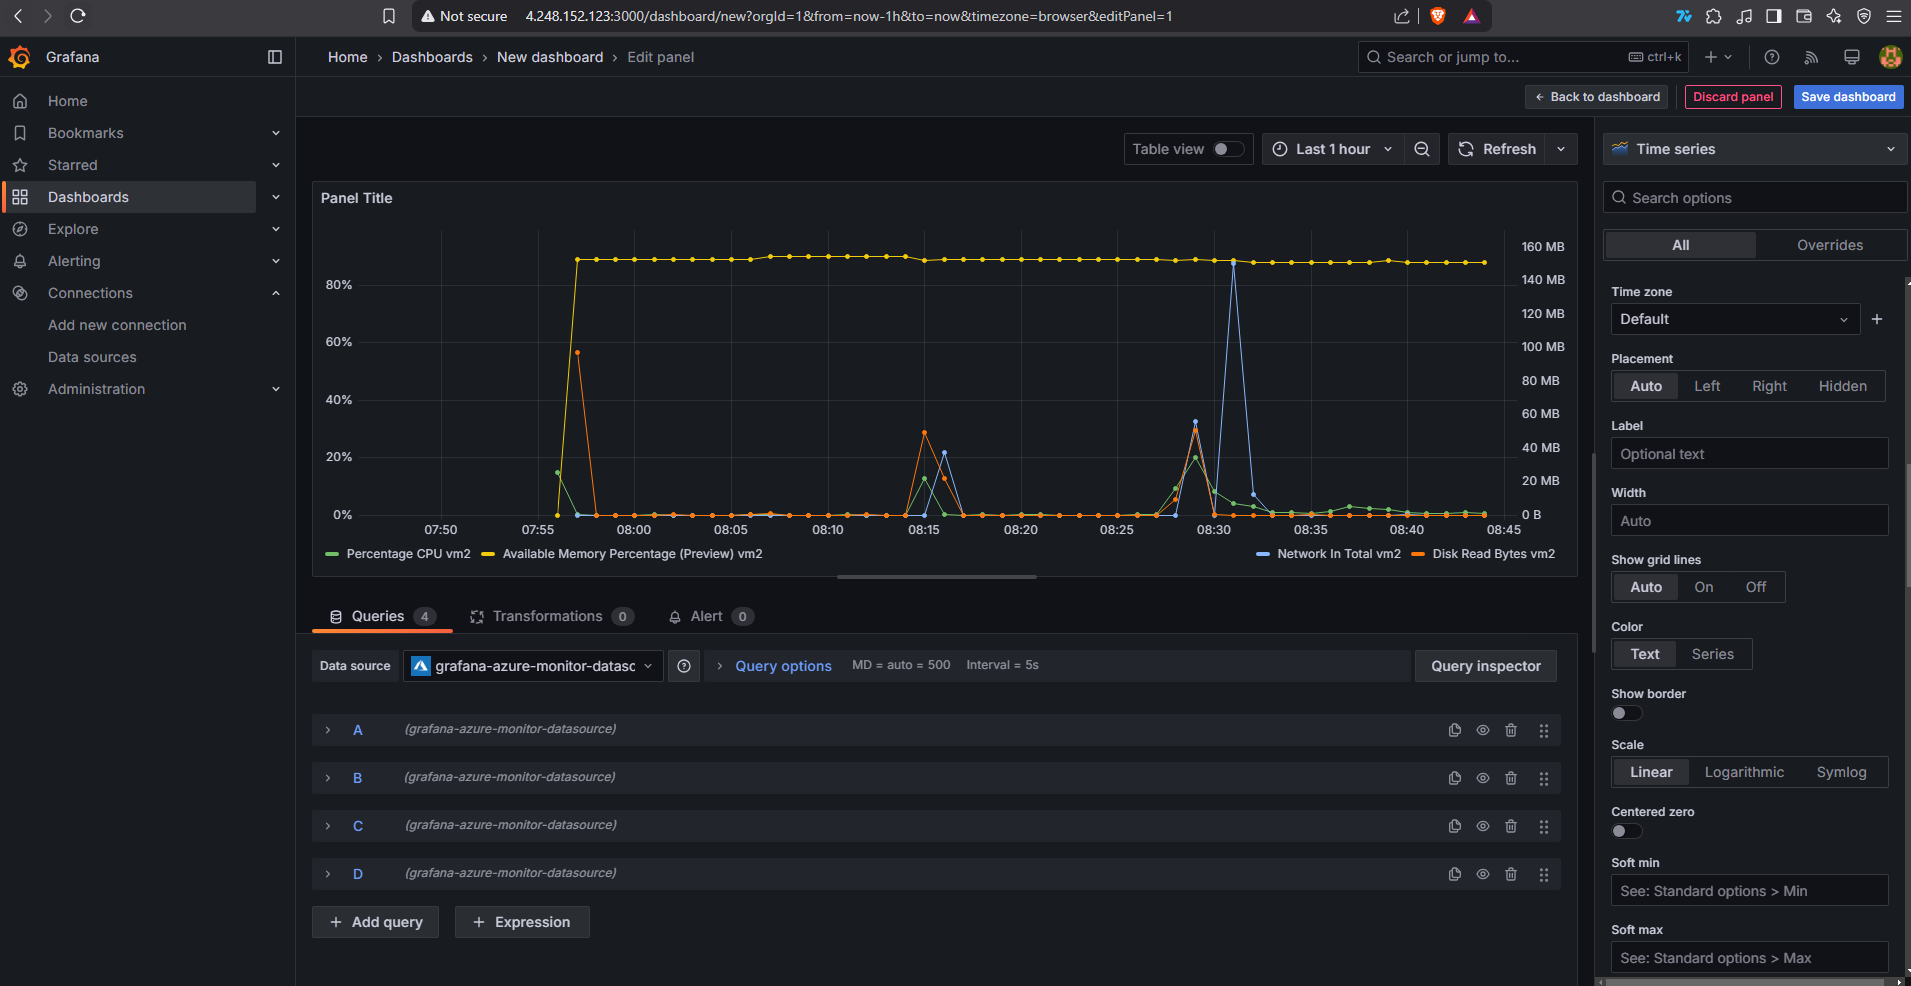 Not secure 4.248.152.123:3000/dashboard/new?orgId=1&from=now-1h&to=now&timezone=browser&editPanel=1
Grafana
Home › Dashboards › New dashboard › Edit panel
Search or jump to... ctrl+k
Back to dashboard
Discard panel
Save dashboard
Home
Bookmarks
Starred
Dashboards
Explore
Alerting
Connections
Add new connection
Data sources
Administration
Table view
Last 1 hour
Refresh
Panel Title
80%
60%
40%
20%
0%
160 MB
140 MB
120 MB
100 MB
80 MB
60 MB
40 MB
20 MB
0 B
07:50 07:55 08:00 08:05 08:10 08:15 08:20 08:25 08:30 08:35 08:40 08:45
Percentage CPU vm2 Available Memory Percentage (Preview) vm2 Network In Total vm2 Disk Read Bytes vm2
Queries 4 Transformations 0 Alert 0
Data source grafana-azure-monitor-datasc Query options MD = auto = 500 Interval = 5s Query inspector
A (grafana-azure-monitor-datasource)
B (grafana-azure-monitor-datasource)
C (grafana-azure-monitor-datasource)
D (grafana-azure-monitor-datasource)
+ Add query + Expression
Time series
Search options
All Overrides
Time zone
Default
Placement
Auto Left Right Hidden
Label
Optional text
Width
Auto
Show grid lines
Auto On Off
Color
Text Series
Show border
Scale
Linear Logarithmic Symlog
Centered zero
Soft min
See: Standard options > Min
Soft max
See: Standard options > Max